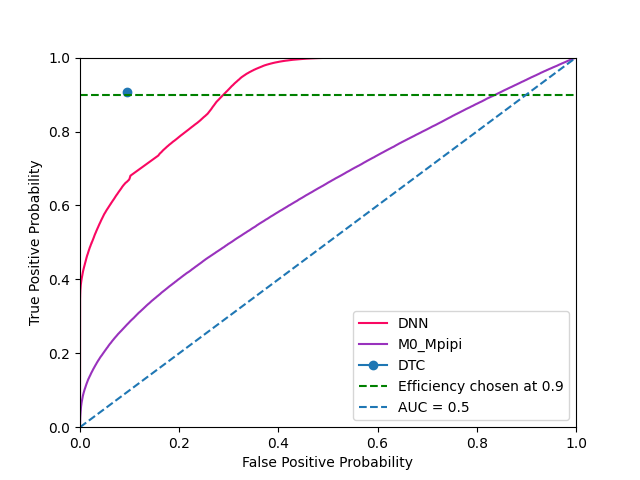 1.0
0.8
0.6
0.4
0.2
0.0
True Positive Probability
DNN
M0_Mpipi
DTC
Efficiency chosen at 0.9
AUC = 0.5
0.0 0.2 0.4 0.6 0.8 1.0
False Positive Probability